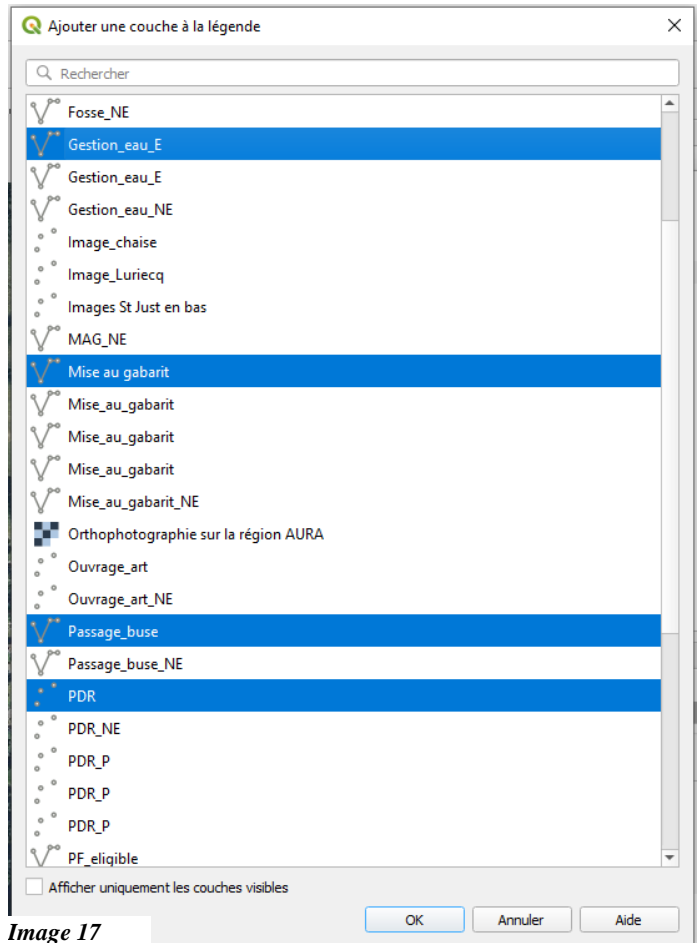 Ajouter une couche à la légende
Rechercher
Fosse_NE
Gestion_eau_E
Gestion_eau_E
Gestion_eau_NE
Image_chaise
Image_Luriecq
Images St Just en bas
MAG_NE
Mise au gabarit
Mise_au_gabarit
Mise_au_gabarit
Mise_au_gabarit
Mise_au_gabarit_NE
Orthophotographie sur la région AURA
Ouvrage_art
Ouvrage_art_NE
Passage_buse
Passage_buse_NE
PDR
PDR_NE
PDR_P
PDR_P
PDR_P
PF_eligible
Afficher uniquement les couches visibles
OK Annuler Aide
Image 17